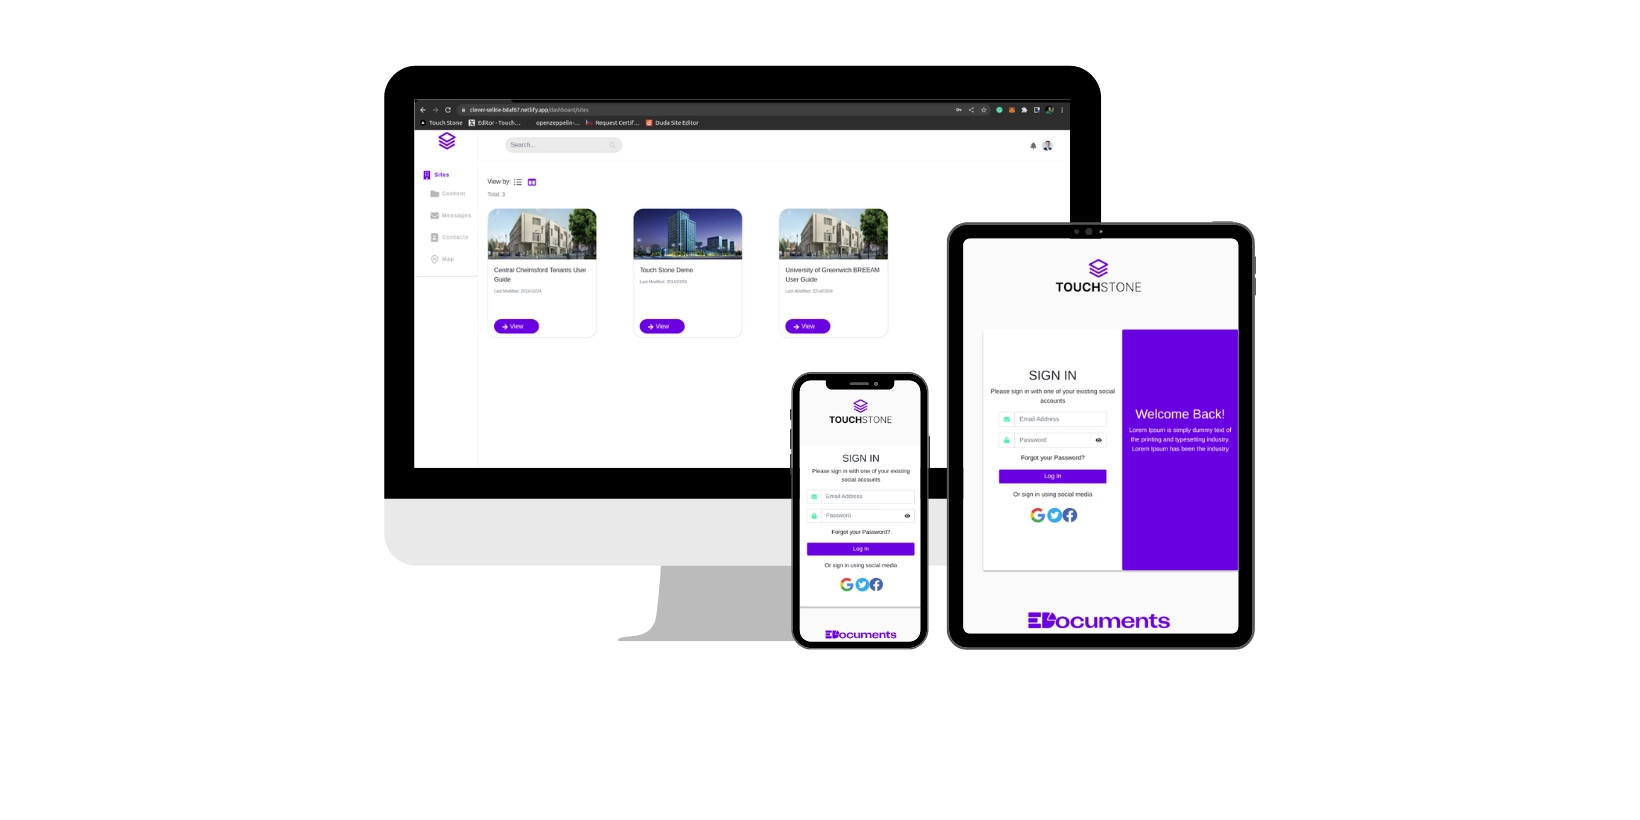 clever-selkie-b8af67.netlify.app/dashboard/sites
Touch Stone Editor - Touch... openzeppelin-... Request Certif... Duda Site Editor
Search...
Sites
Content
Messages
Contacts
Map
View by:
Total: 3
Central Chelmsford Tenants User
Guide
Last Modified: 2014/10/24
View
Touch Stone Demo
Last Modified: 2014/03/04
View
University of Greenwich BREEAM
User Guide
Last Modified: 2014/03/04
View
TOUCHSTONE
SIGN IN
Please sign in with one of your existing
social accounts
Email Address
Password
Forgot your Password?
Log In
Or sign in using social media
EDocuments
TOUCHSTONE
SIGN IN
Please sign in with one of your existing social
accounts
Email Address
Password
Forgot your Password?
Log In
Or sign in using social media
Welcome Back!
Lorem Ipsum is simply dummy text of
the printing and typesetting industry.
Lorem Ipsum has been the industry
EDocuments